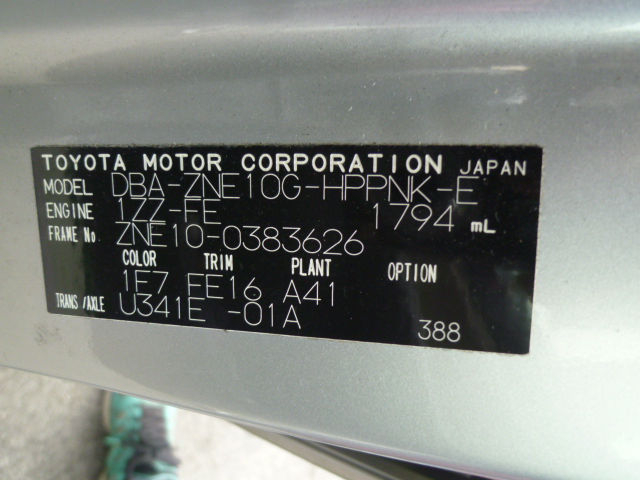 TOYOTA MOTOR CORPORATION JAPAN
MODEL DBA-ZNE10G-HPPNK-E
ENGINE 1ZZ-FE 1794 mL
FRAME No ZNE10-0383626
COLOR TRIM PLANT OPTION
1F7 FE16 A41
TRANS/AXLE U341E -01A
388